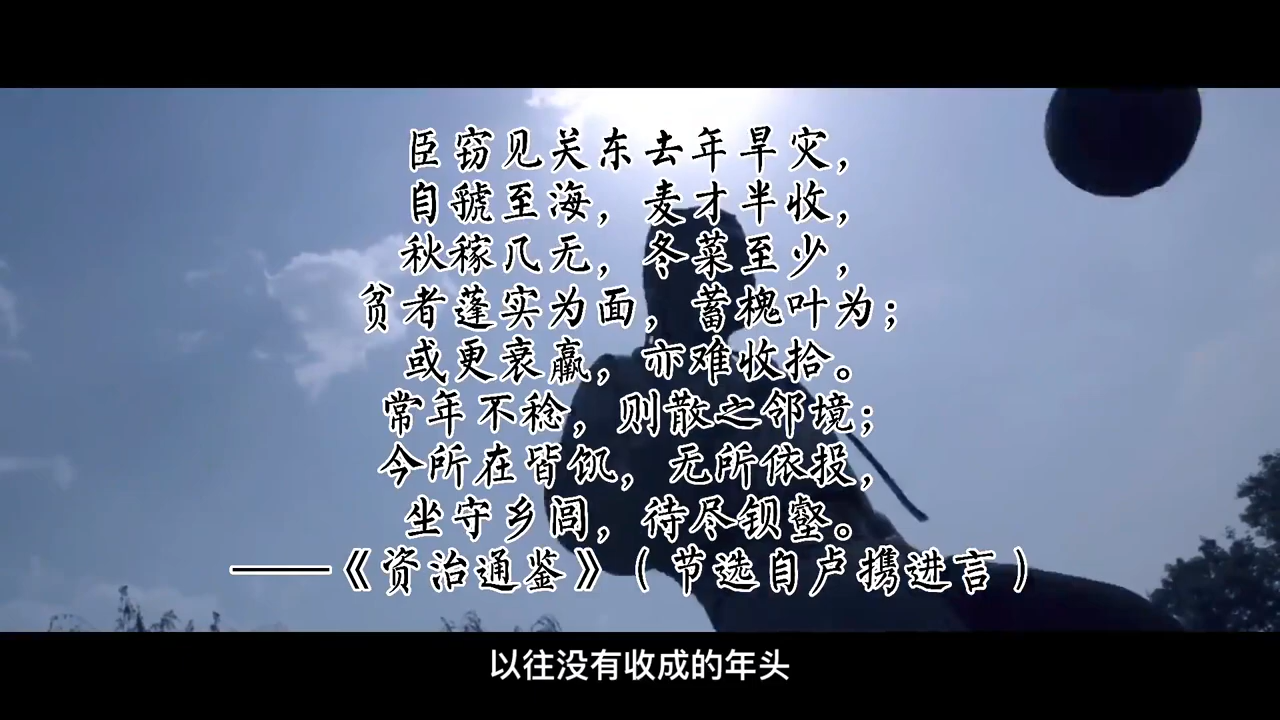 臣窃见关东去年旱灾，
自虢至海，麦才半收，
秋稼几无，冬菜至少，
贫者蓬实为面，蓄槐叶为；
或更衰羸，亦难收拾。
常年不稔，则散之邻境；
今所在皆饥，无所依投，
坐守乡闾，待尽钡壑。
——《资治通鉴》（节选自卢携进言）
以往没有收成的年头